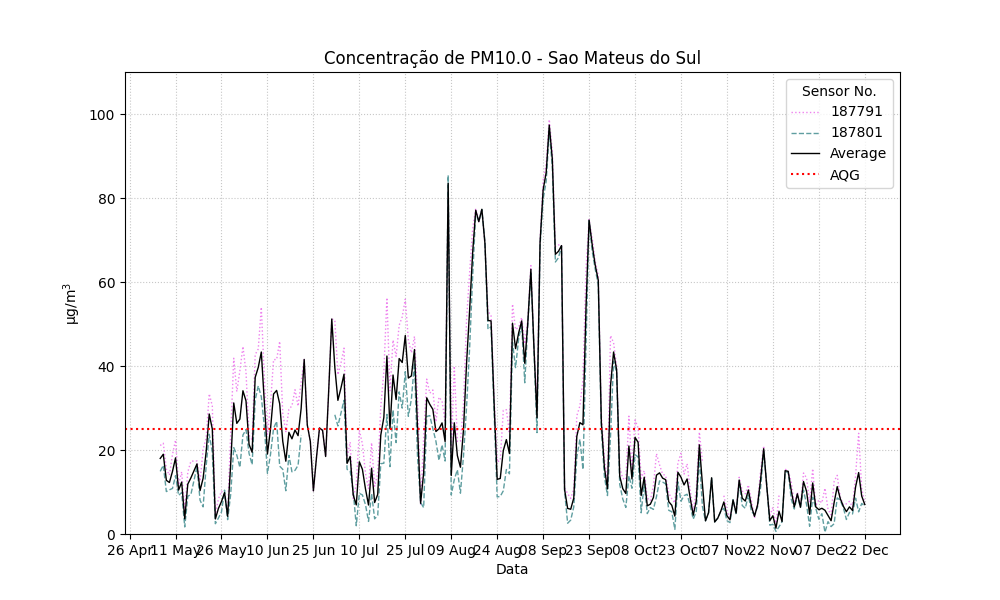 Concentração de PM10.0 - Sao Mateus do Sul
Sensor No.
187791
187801
Average
AQG
100
80
60
40
20
0
µg/m³
26 Apr 11 May 26 May 10 Jun 25 Jun 10 Jul 25 Jul 09 Aug 24 Aug 08 Sep 23 Sep 08 Oct 23 Oct 07 Nov 22 Nov 07 Dec 22 Dec
Data